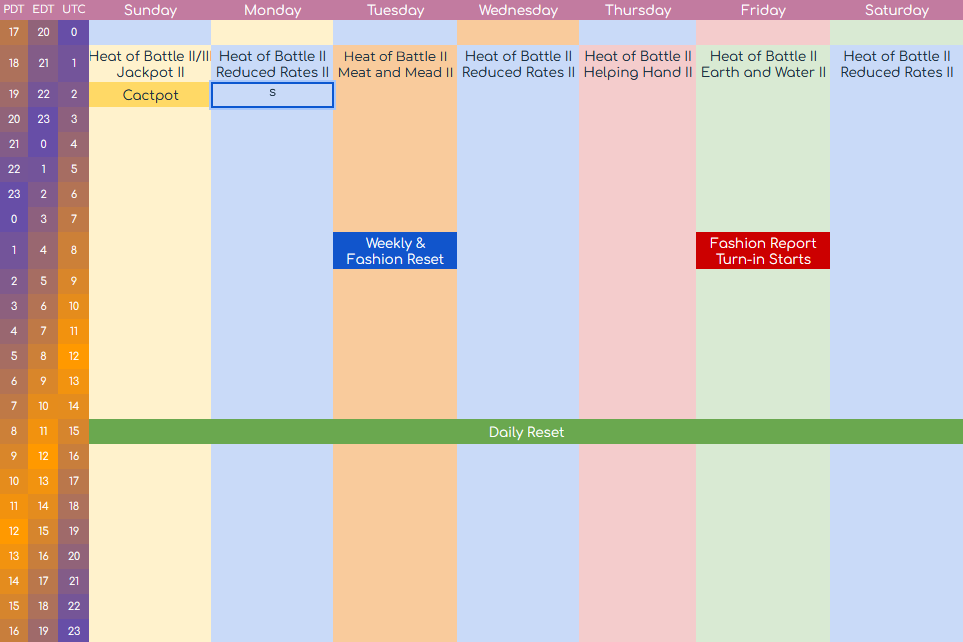 PDT EDT UTC Sunday Monday Tuesday Wednesday Thursday Friday Saturday
17 20 0
18 21 1 Heat of Battle II/III Heat of Battle II Heat of Battle II Heat of Battle II Heat of Battle II Heat of Battle II Heat of Battle II
Jackpot II Reduced Rates II Meat and Mead II Reduced Rates II Helping Hand II Earth and Water II Reduced Rates II
19 22 2 Cactpot s
20 23 3
21 0 4
22 1 5
23 2 6
0 3 7
1 4 8 Weekly & Fashion Report
Fashion Reset Turn-in Starts
2 5 9
3 6 10
4 7 11
5 8 12
6 9 13
7 10 14
8 11 15 Daily Reset
9 12 16
10 13 17
11 14 18
12 15 19
13 16 20
14 17 21
15 18 22
16 19 23